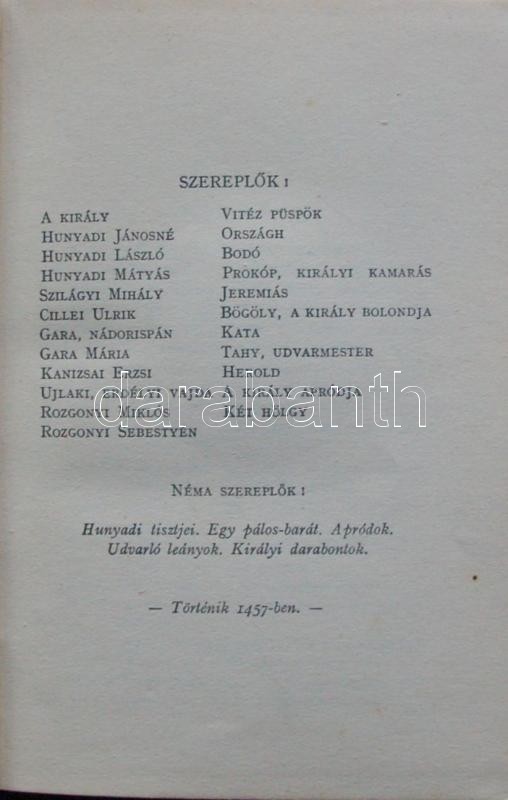 SZEREPLŐK :
A KIRÁLY
HUNYADI JÁNOSNÉ
HUNYADI LÁSZLÓ
HUNYADI MÁTYÁS
SZILÁGYI MIHÁLY
CILLEI ULRIK
GARA, NÁDORISPÁN
GARA MÁRIA
KANIZSAI ERZSI
UJLAKI, ERDÉLYI VAJDA
ROZGONYI MIKLÓS
ROZGONYI SEBESTYÉN
VITÉZ PÜSPÖK
ORSZÁGH
BODÓ
PROKÓP, KIRÁLYI KAMARÁS
JEREMIÁS
BÖGÖLY, A KIRÁLY BOLONDJA
KATA
TAHY, UDVARMESTER
HEROLD
A KIRÁLY APRÓDJA
KÉT HÖLGY
darabanth
NÉMA SZEREPLŐK :
Hunyadi tisztjei. Egy pálos-barát. Apródok.
Udvarló leányok. Királyi darabontok.
— Történik 1457-ben. —